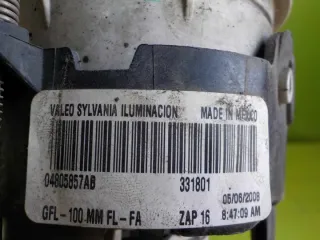 VALEO SYLVANIA ILUMINACION MADE IN MEXICO
04805857AB 331801
05/06/2008
GFL-100 MM FL-FA ZAP 16 8:47:09 AM